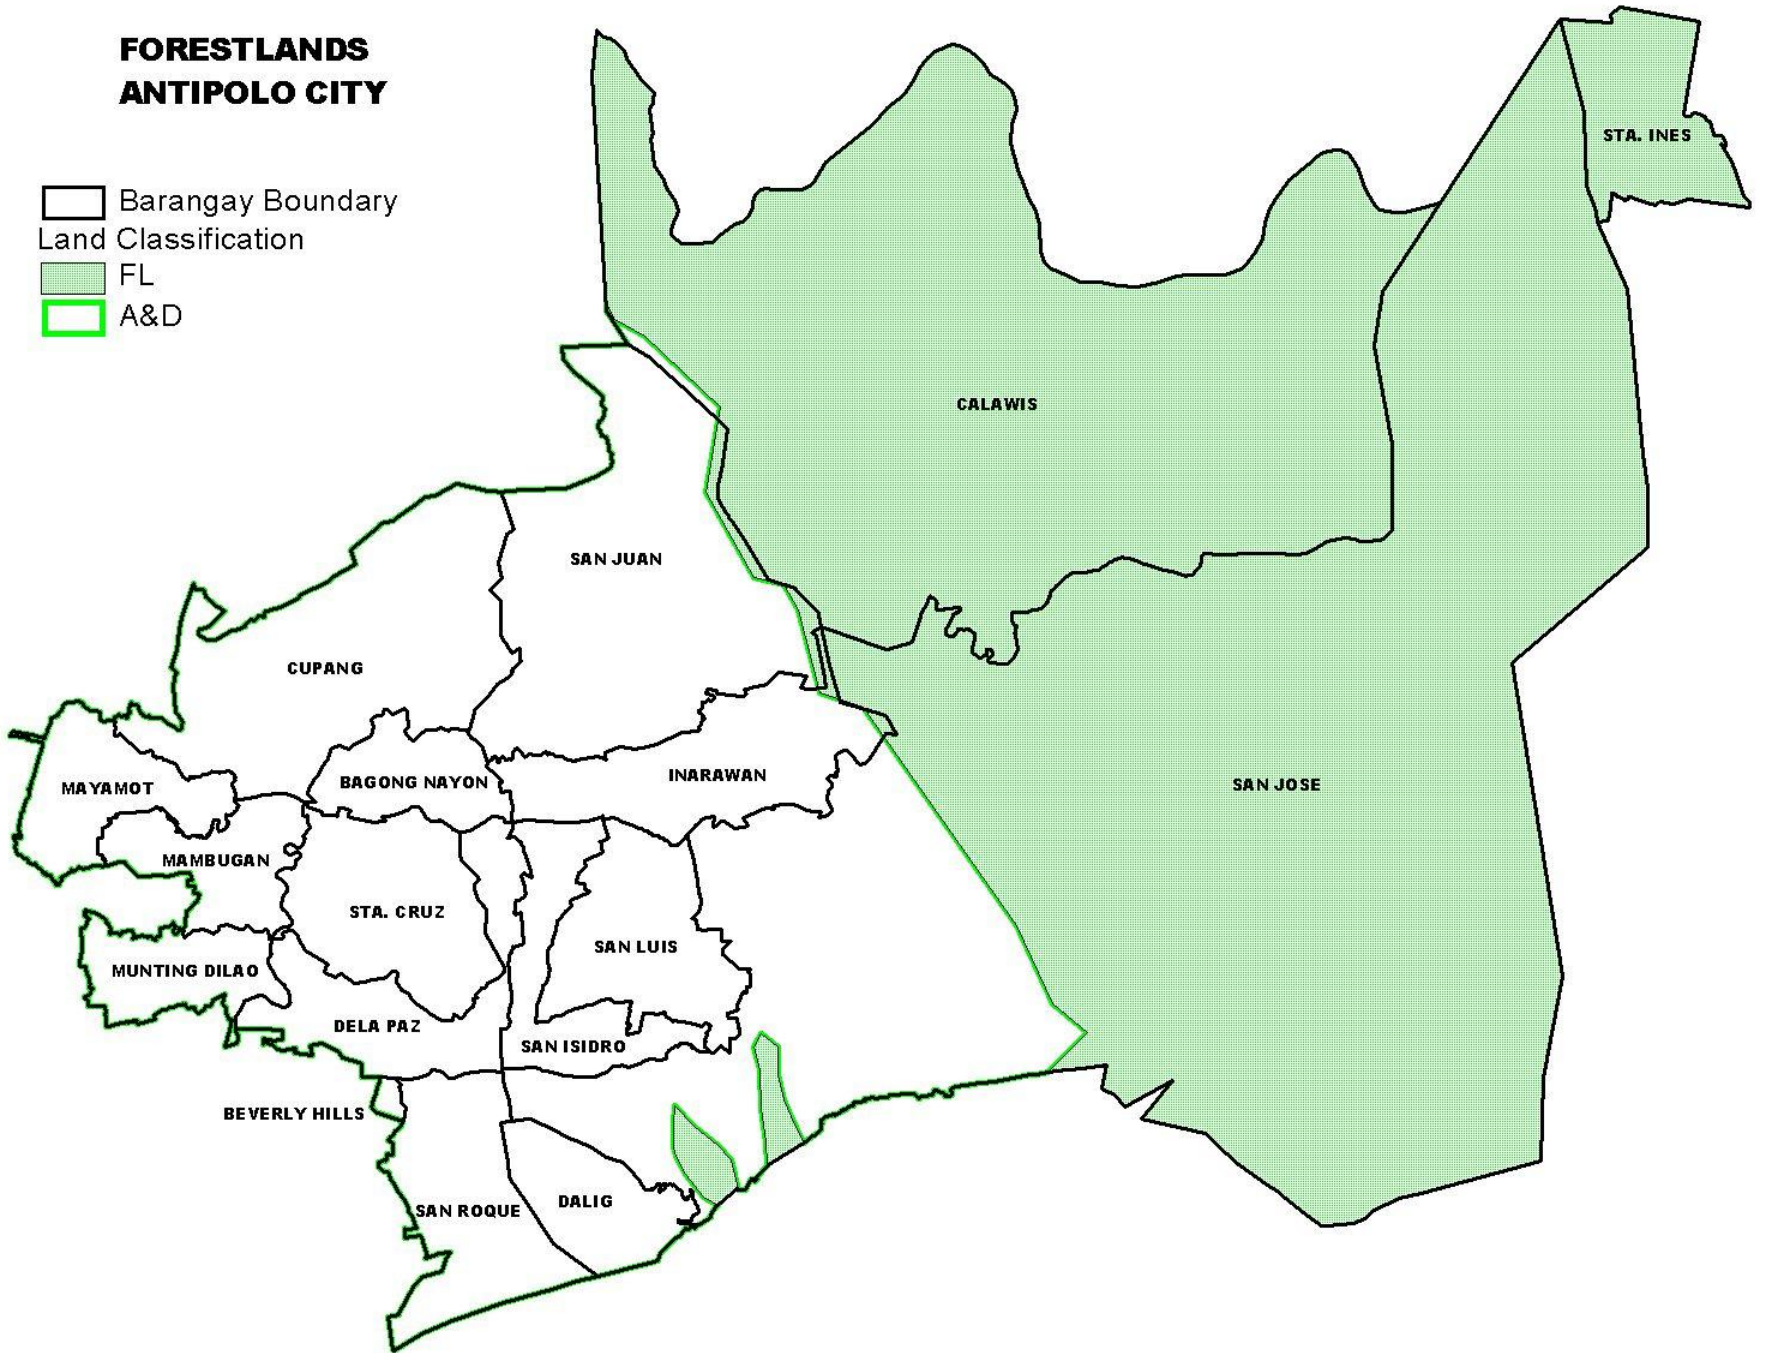 FORESTLANDS
ANTIPOLO CITY
Barangay Boundary
Land Classification
FL
A&D
STA. INES
CALAWIS
SAN JUAN
CUPANG
MAYAMOT
BAGONG NAYON
INARAWAN
SAN JOSE
MAMBUGAN
STA. CRUZ
SAN LUIS
MUNTING DILAO
DELA PAZ
SAN ISIDRO
BEVERLY HILLS
SAN ROQUE
DALIG